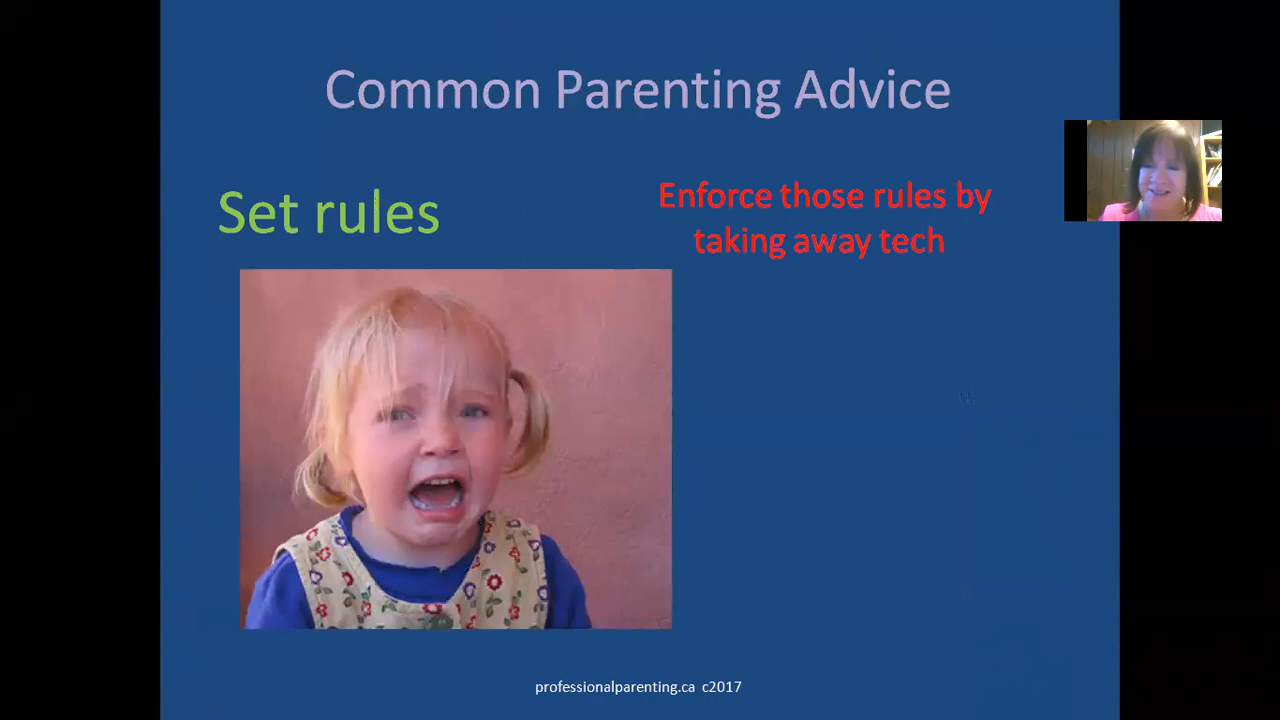 Common Parenting Advice
Set rules
Enforce those rules by
taking away tech
professionalparenting.ca c2017